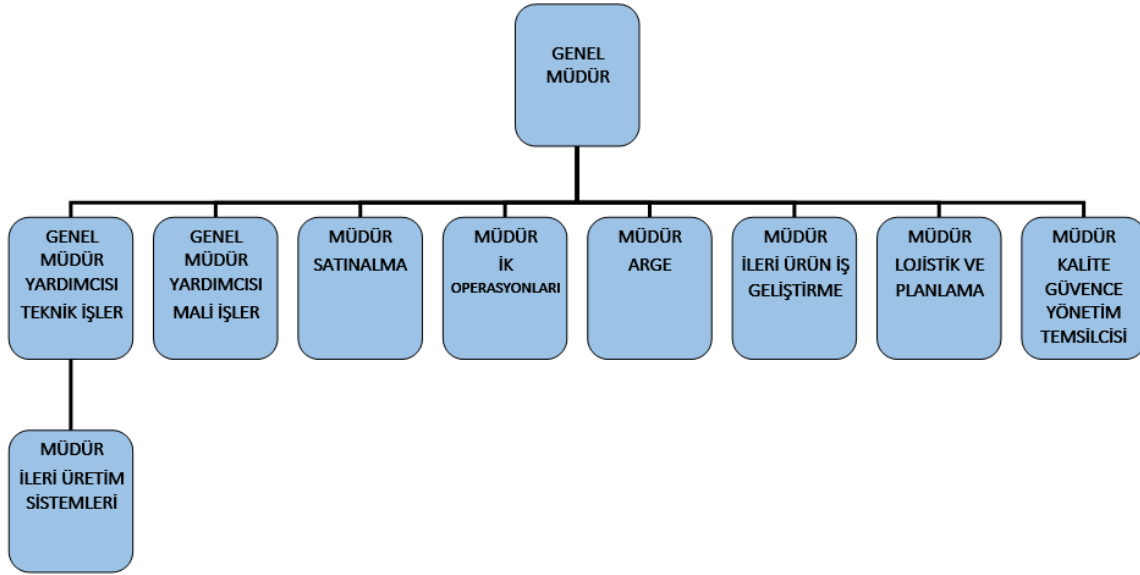 GENEL
MÜDÜR
GENEL
MÜDÜR
YARDIMCISI
TEKNİK İŞLER
GENEL
MÜDÜR
YARDIMCISI
MALİ İŞLER
MÜDÜR
SATINALMA
MÜDÜR
İK
OPERASYONLARI
MÜDÜR
ARGE
MÜDÜR
İLERİ ÜRÜN İŞ
GELİŞTİRME
MÜDÜR
LOJİSTİK VE
PLANLAMA
MÜDÜR
KALİTE
GÜVENCE
YÖNETİM
TEMSİLCİSİ
MÜDÜR
İLERİ ÜRETİM
SİSTEMLERİ